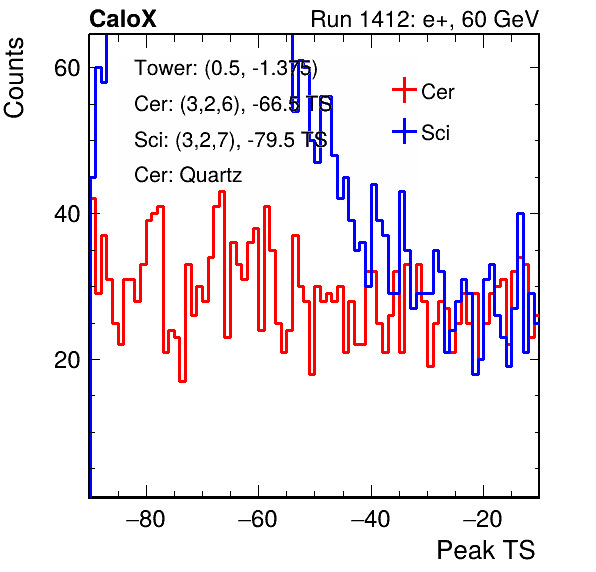 CaloX Run 1412: e+, 60 GeV
Counts
60
40
20
Tower: (0.5, -1.375)
Cer: (3,2,6), -66.5 TS
Sci: (3,2,7), -79.5 TS
Cer: Quartz
Cer
Sci
−80 −60 −40 −20
Peak TS